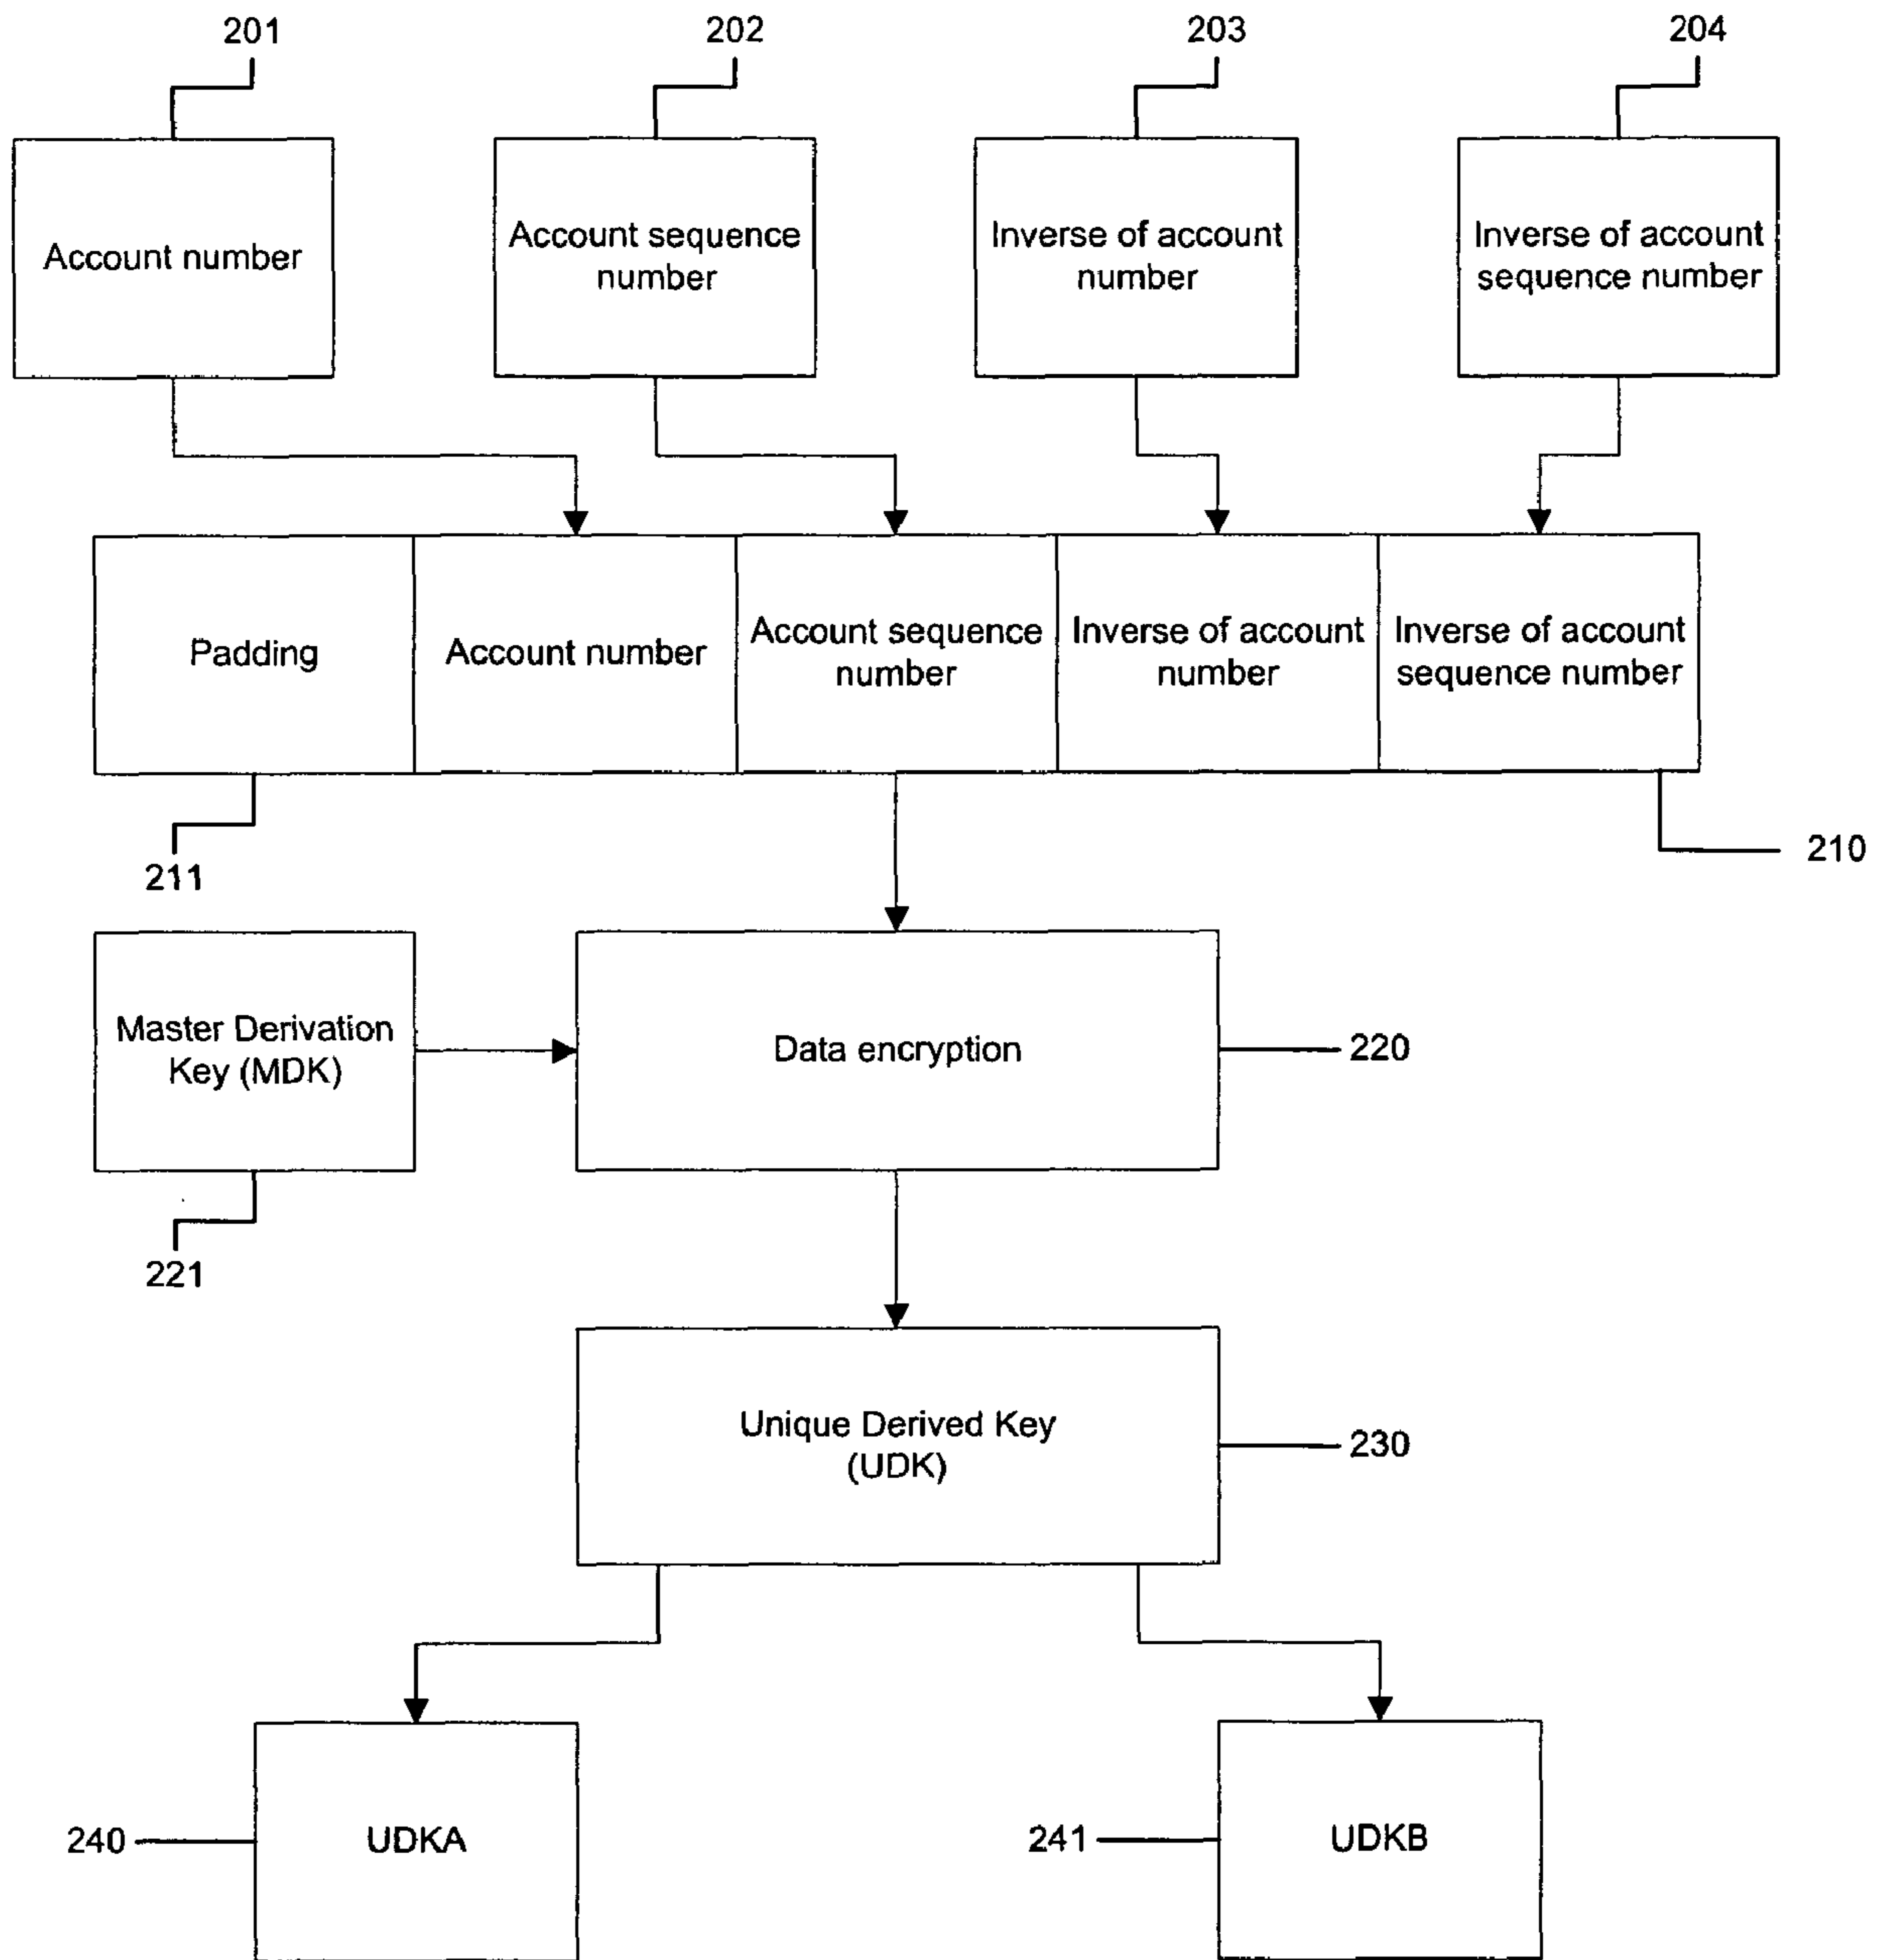 201
202
203
204
Account number
Account sequence
number
Inverse of account
number
Inverse of account
sequence number
Padding
Account number
Account sequence
number
Inverse of account
number
Inverse of account
sequence number
211
210
Master Derivation
Key (MDK)
Data encryption
220
221
Unique Derived Key
(UDK)
230
240
UDKA
241
UDKB